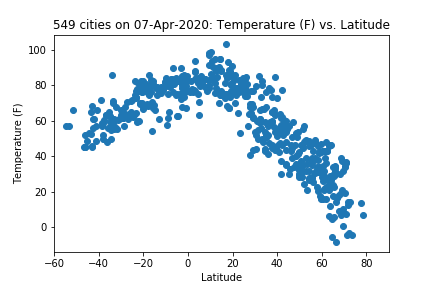 549 cities on 07-Apr-2020: Temperature (F) vs. Latitude
100
80
60
40
20
0
Temperature (F)
−60 −40 −20 0 20 40 60 80
Latitude